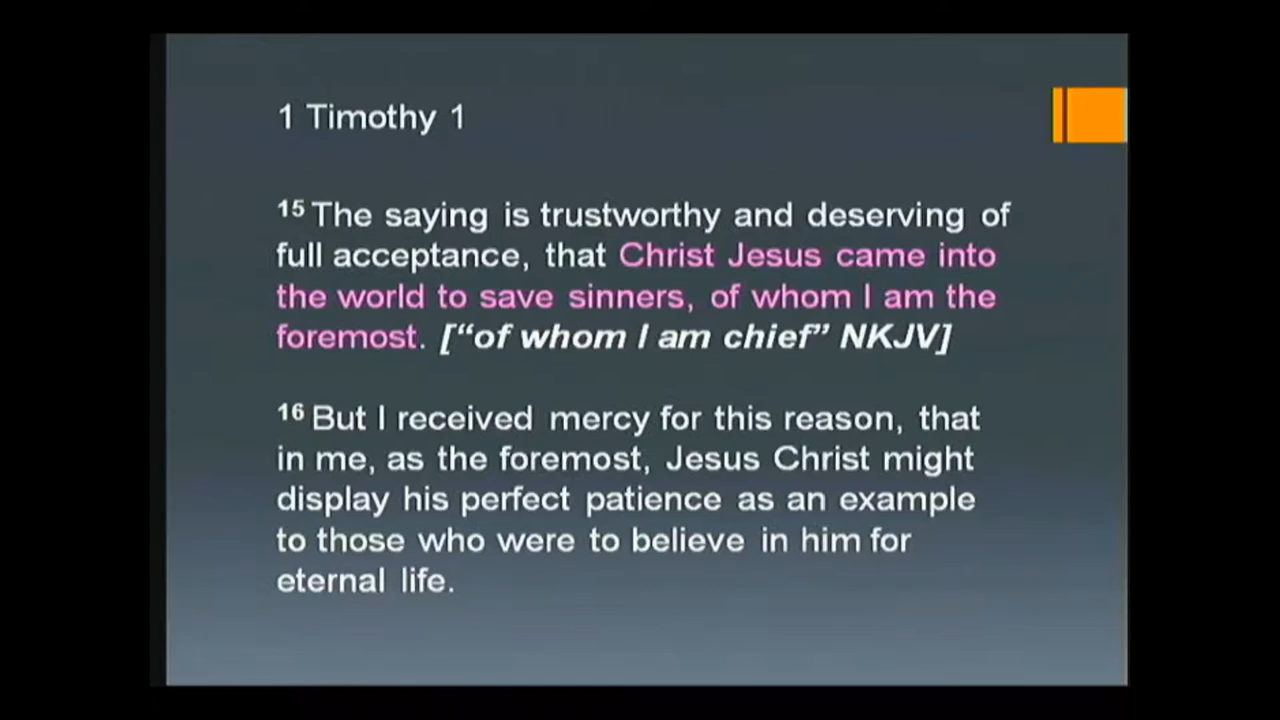 1 Timothy 1
15 The saying is trustworthy and deserving of
full acceptance, that Christ Jesus came into
the world to save sinners, of whom I am the
foremost. [“of whom I am chief” NKJV]
16 But I received mercy for this reason, that
in me, as the foremost, Jesus Christ might
display his perfect patience as an example
to those who were to believe in him for
eternal life.